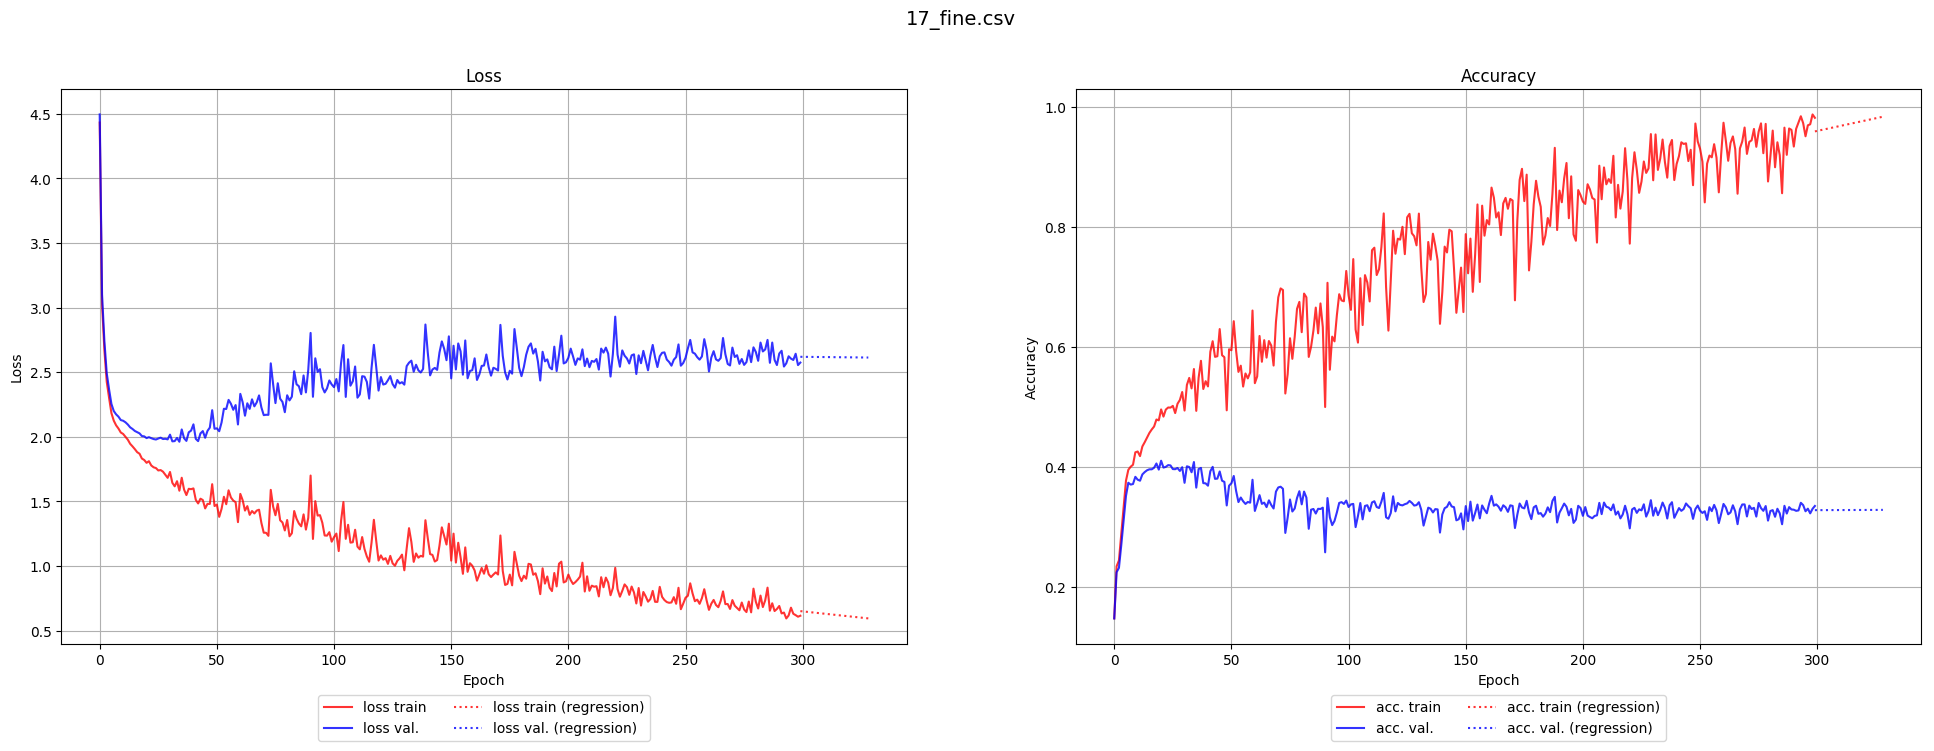 17_fine.csv
Loss
Loss
4.5
4.0
3.5
3.0
2.5
2.0
1.5
1.0
0.5
0 50 100 150 200 250 300
Epoch
loss train
loss val.
loss train (regression)
loss val. (regression)
Accuracy
Accuracy
1.0
0.8
0.6
0.4
0.2
0 50 100 150 200 250 300
Epoch
acc. train
acc. val.
acc. train (regression)
acc. val. (regression)